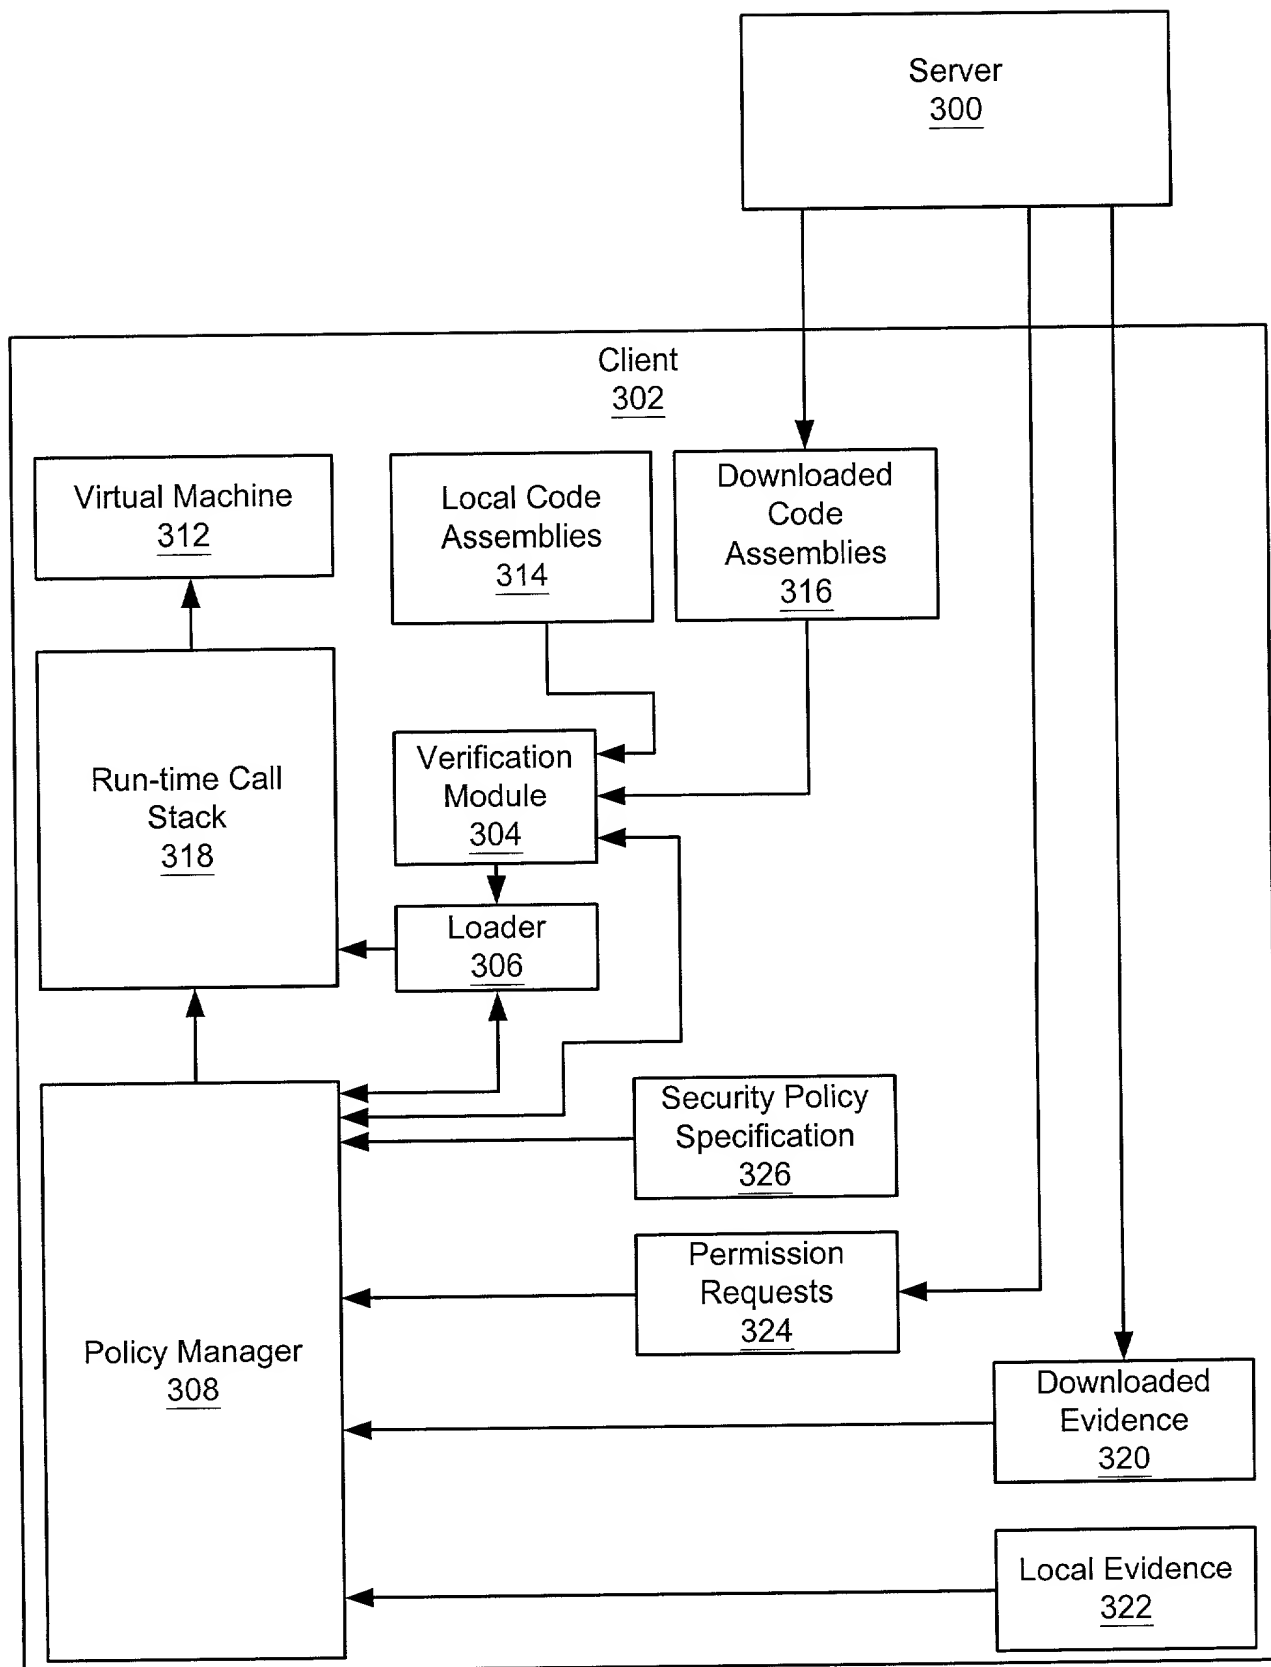 Server
300
Client
302
Virtual Machine
312
Local Code
Assemblies
314
Downloaded
Code
Assemblies
316
Run-time Call
Stack
318
Verification
Module
304
Loader
306
Security Policy
Specification
326
Permission
Requests
324
Policy Manager
308
Downloaded
Evidence
320
Local Evidence
322